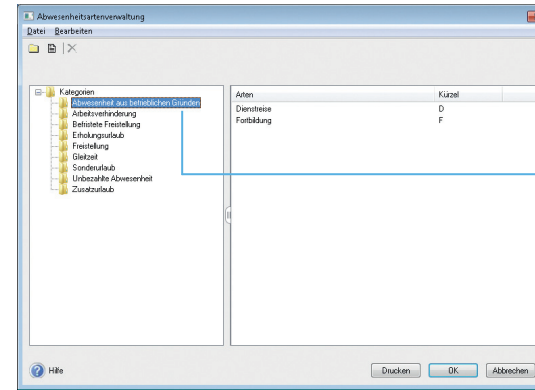 Abwesenheitsartenverwaltung
Datei Bearbeiten
Kategorien
Abwesenheit aus betrieblichen Gründen
Arbeitsverhinderung
Befristete Freistellung
Erholungsurlaub
Freistellung
Gleitzeit
Sonderurlaub
Unbezahlte Abwesenheit
Zusatzurlaub
Arten Kürzel
Dienstreise D
Fortbildung F
Hilfe
Drucken OK Abbrechen